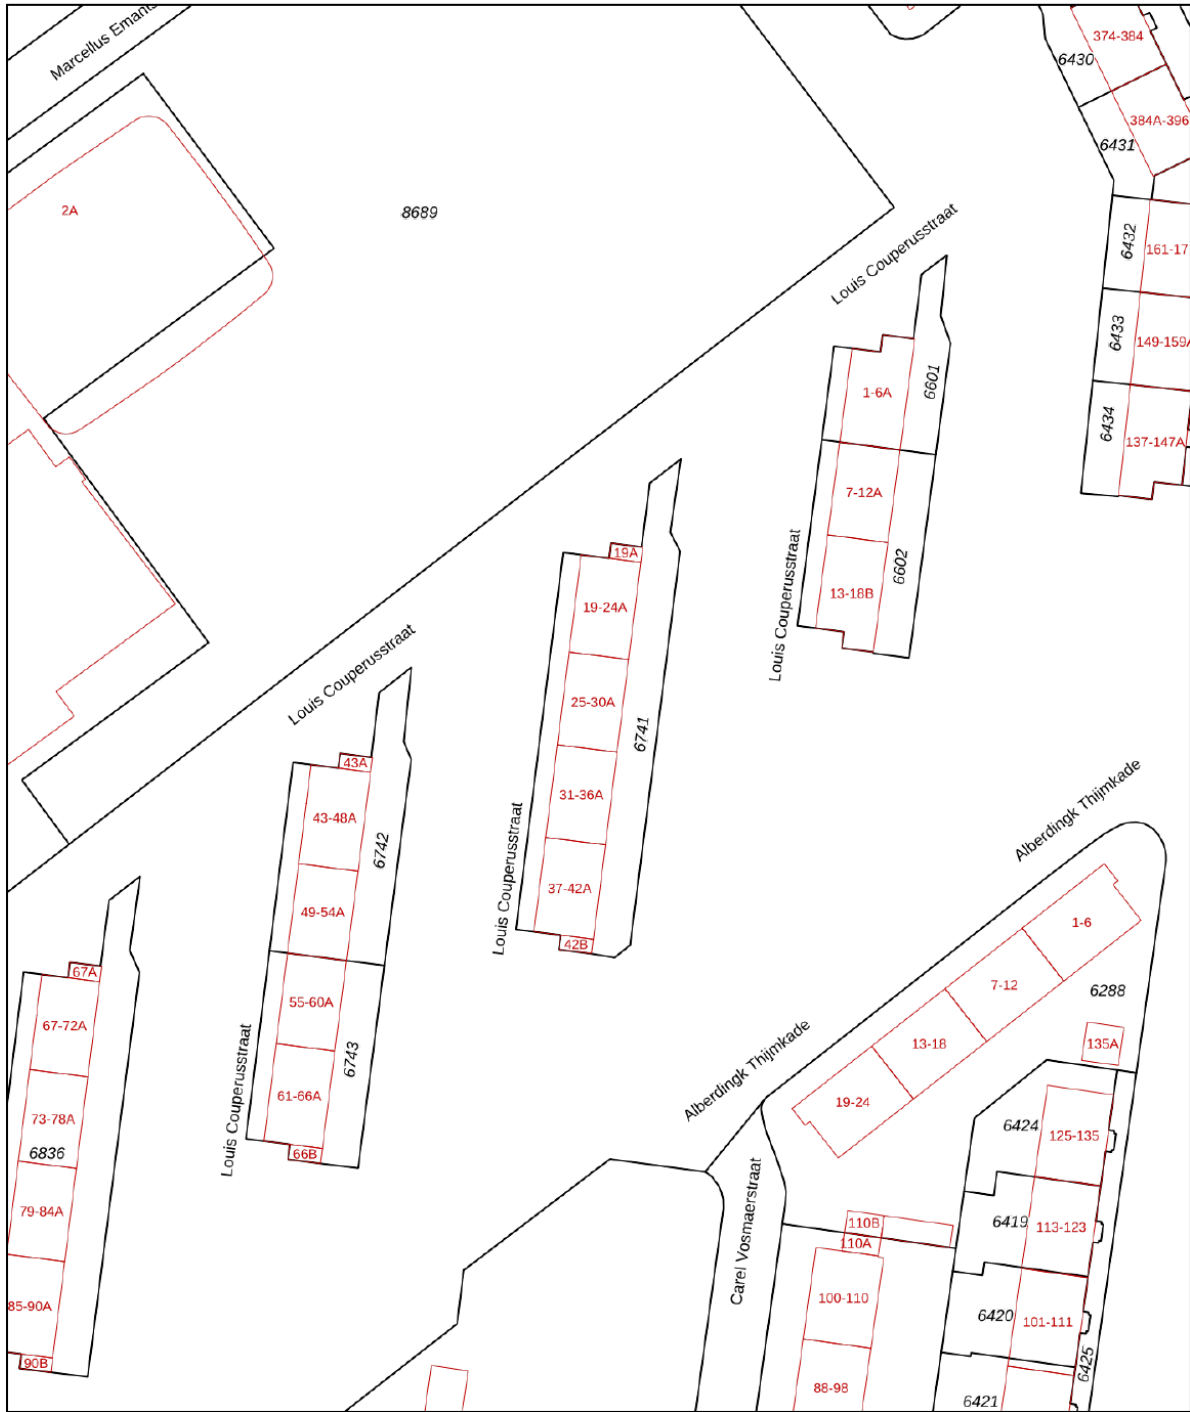 Marcellus Emants
374-384
6430
384A-396
6431
2A
8689
Louis Couperusstraat
6432
161-17
6433
149-159A
1-6A
6601
6434
137-147A
7-12A
Louis Couperusstraat
6602
13-18B
19A
19-24A
25-30A
6741
31-36A
Louis Couperusstraat
37-42A
42B
Louis Couperusstraat
43A
43-48A
6742
49-54A
55-60A
6743
Louis Couperusstraat
61-66A
66B
67A
67-72A
73-78A
6836
79-84A
85-90A
90B
Alberdingk Thijmkade
1-6
7-12
6288
13-18
135A
Alberdingk Thijmkade
19-24
6424
125-135
Carel Vosmaerstraat
110B
110A
6419
113-123
100-110
6420
101-111
6425
88-98
6421